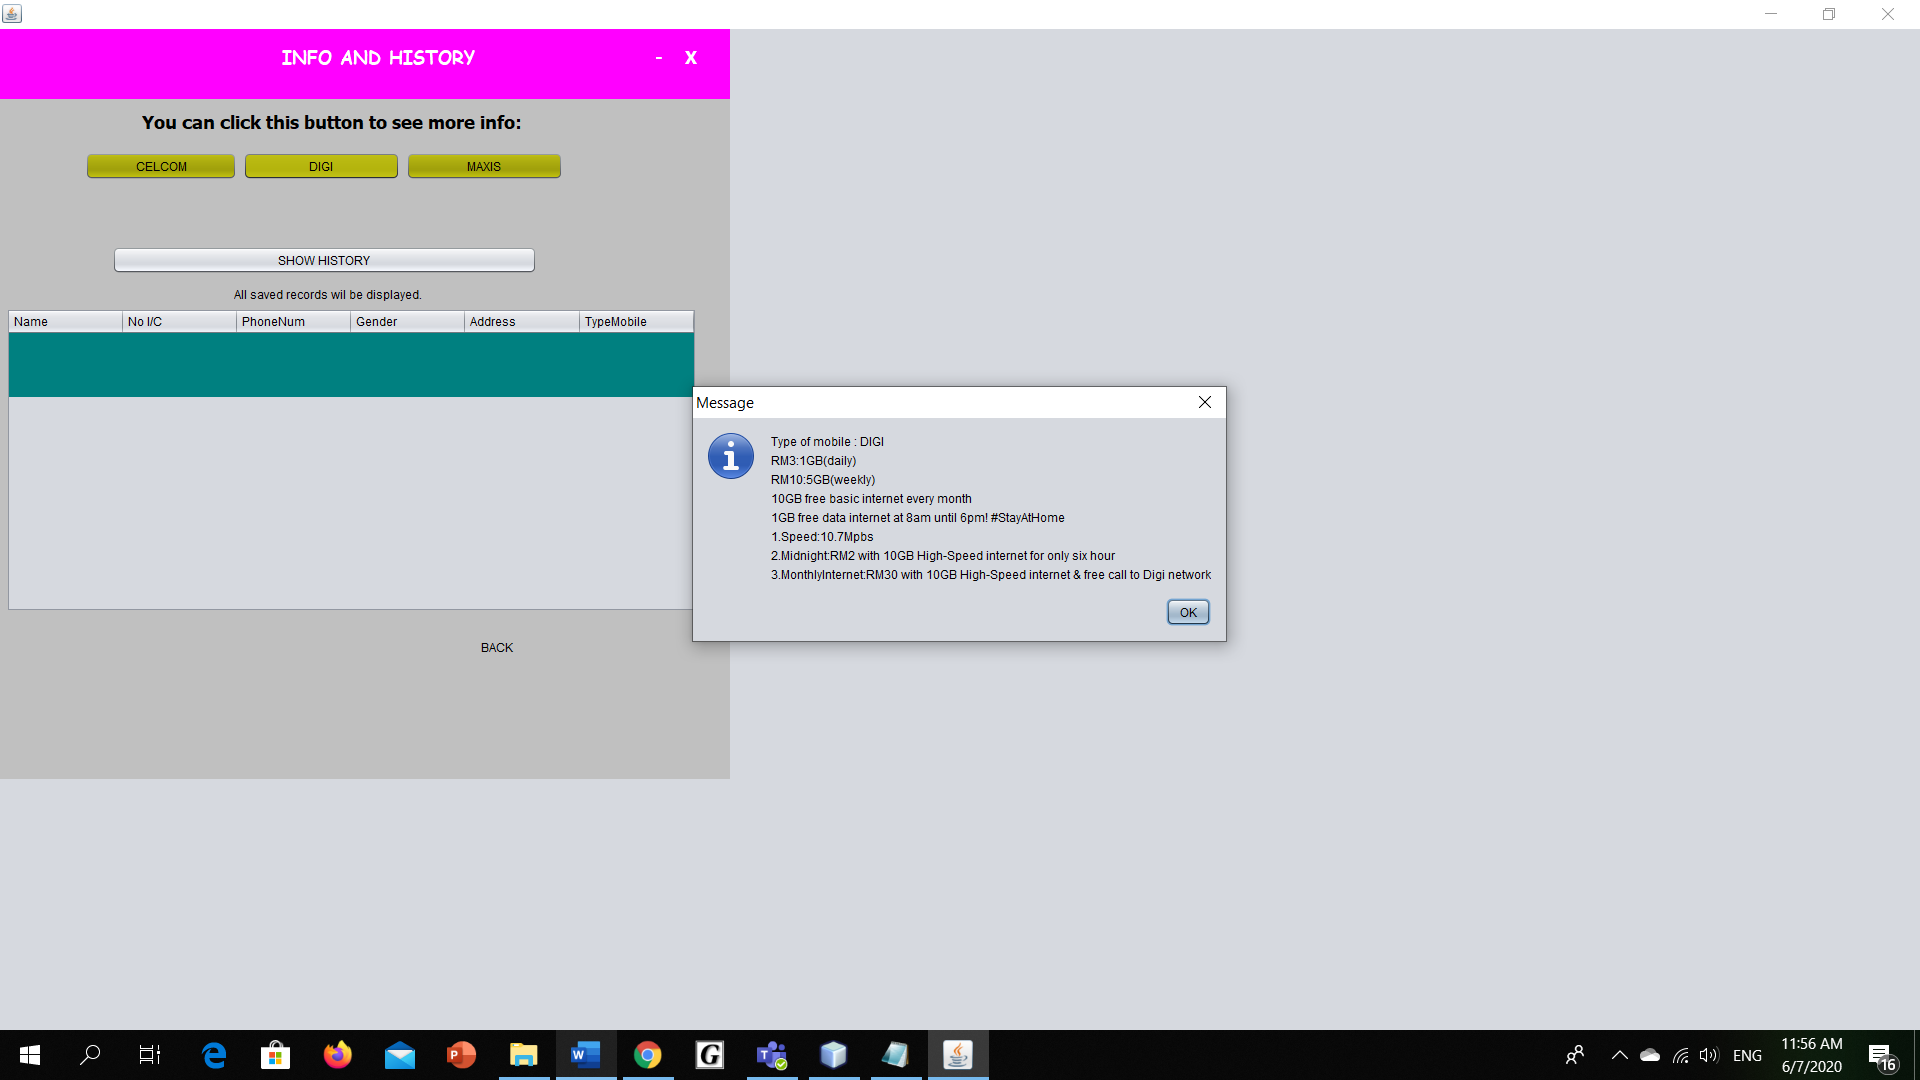 INFO AND HISTORY
- X
You can click this button to see more info:
CELCOM DIGI MAXIS
SHOW HISTORY
All saved records wil be displayed.
Name No I/C PhoneNum Gender Address TypeMobile
Message
Type of mobile : DIGI
RM3:1GB(daily)
RM10:5GB(weekly)
10GB free basic internet every month
1GB free data internet at 8am until 6pm! #StayAtHome
1.Speed:10.7Mpbs
2.Midnight:RM2 with 10GB High-Speed internet for only six hour
3.MonthlyInternet:RM30 with 10GB High-Speed internet & free call to Digi network
OK
BACK
ENG
11:56 AM
6/7/2020
16